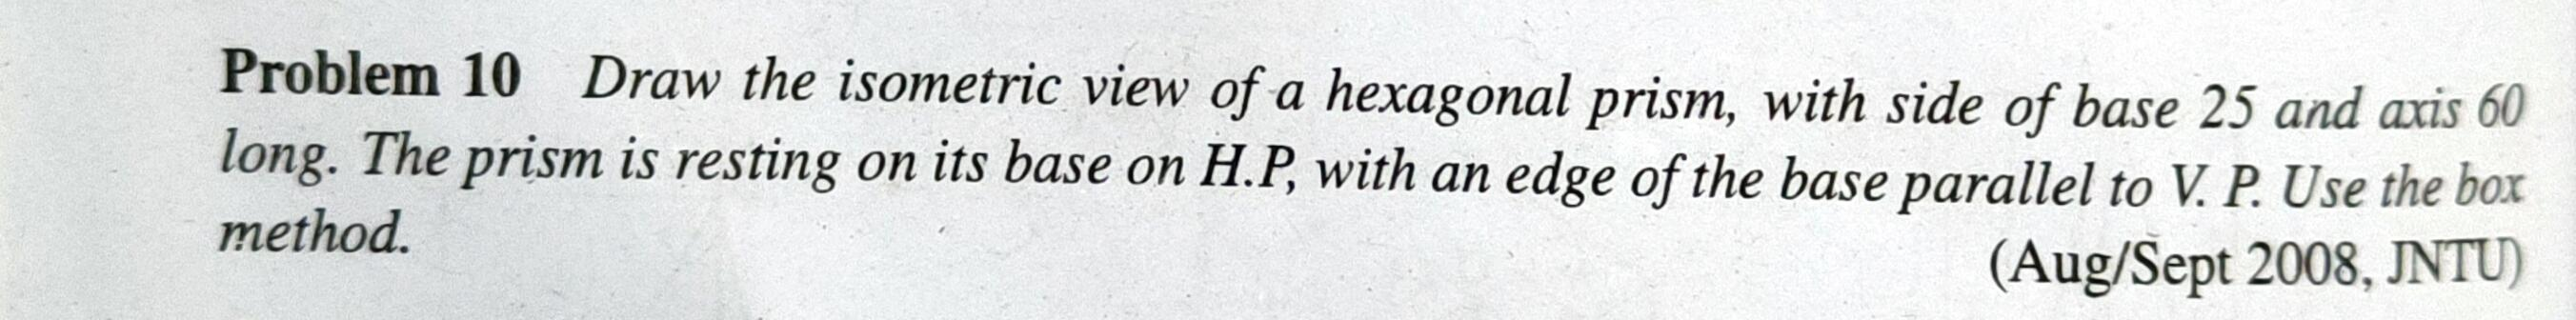 Problem 10 Draw the isometric view of a hexagonal prism, with side of base 25 and axis 60
long. The prism is resting on its base on H.P, with an edge of the base parallel to V. P. Use the box
method.
(Aug/Sept 2008, JNTU)